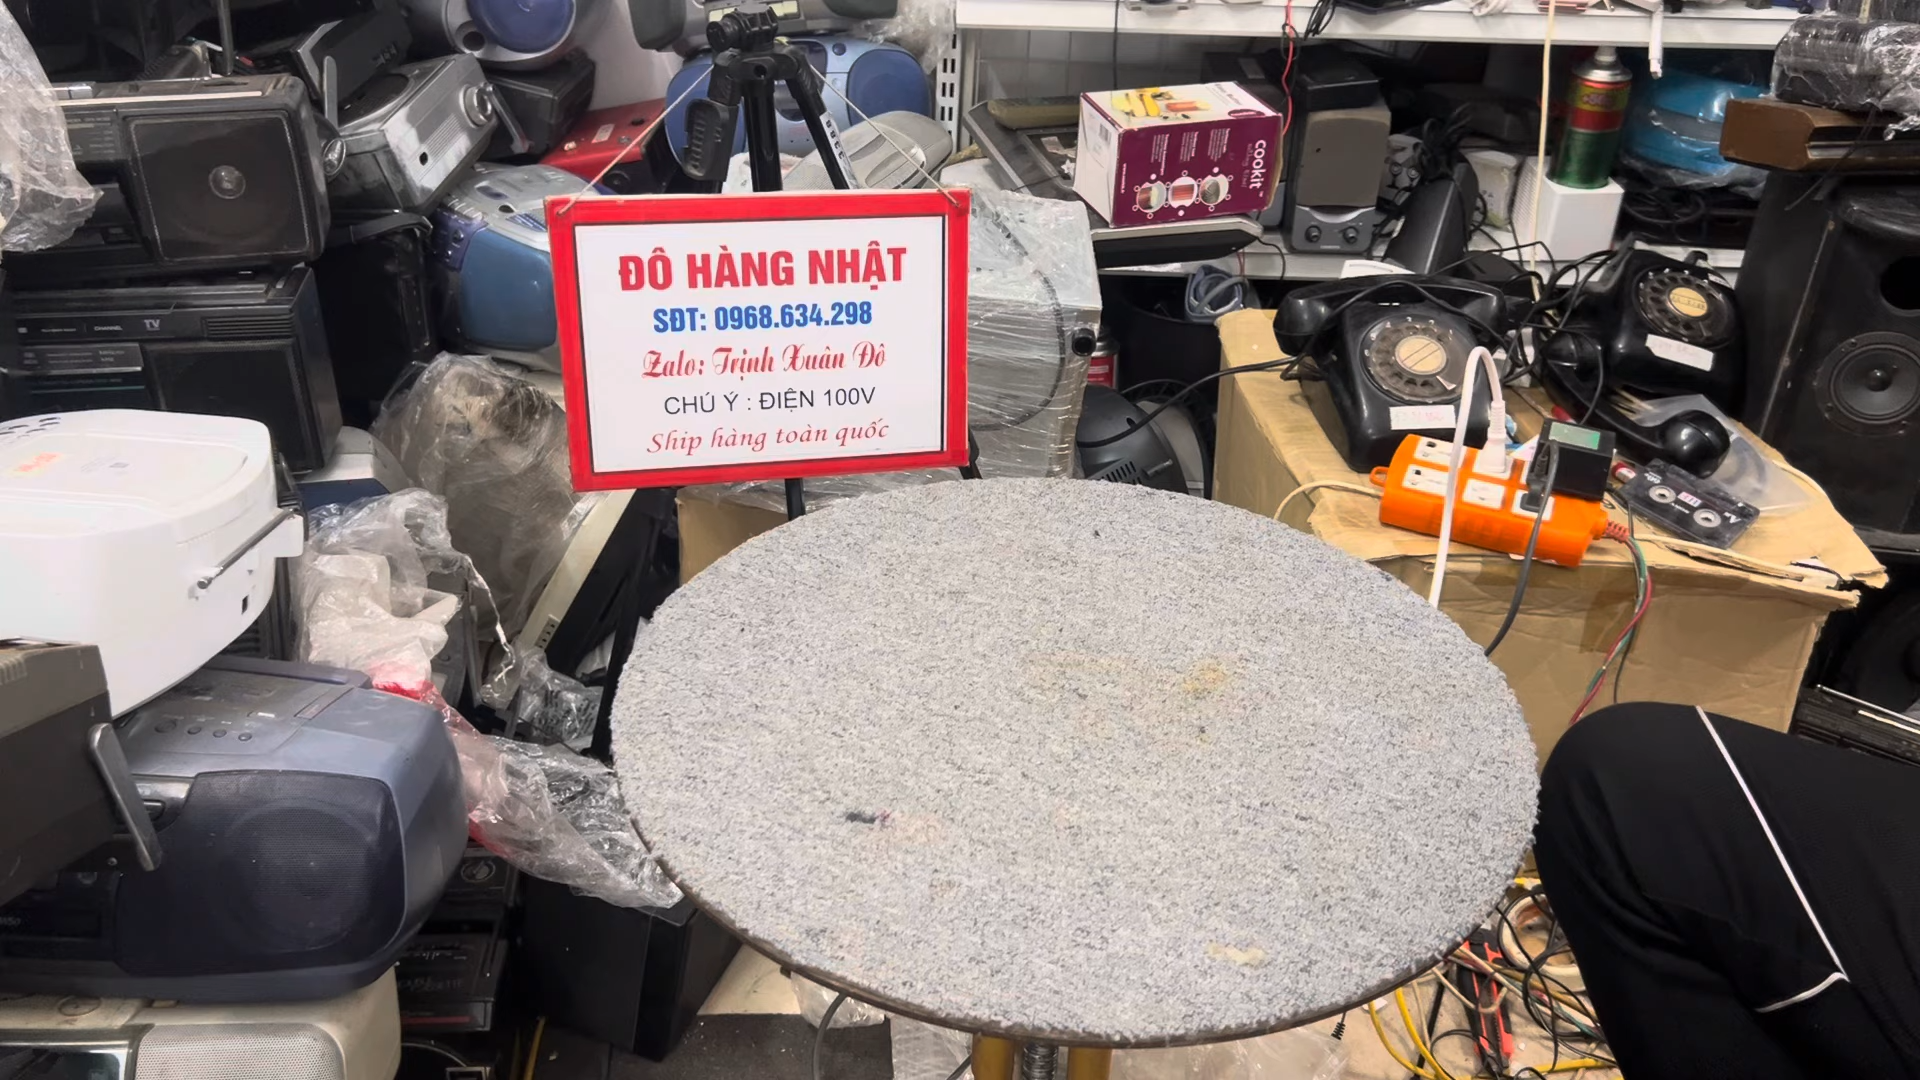 ĐÔ HÀNG NHẬT
SĐT: 0968.634.298
Zalo: Trịnh Xuân Đô
CHÚ Ý : ĐIỆN 100V
Ship hàng toàn quốc
cookit
TV